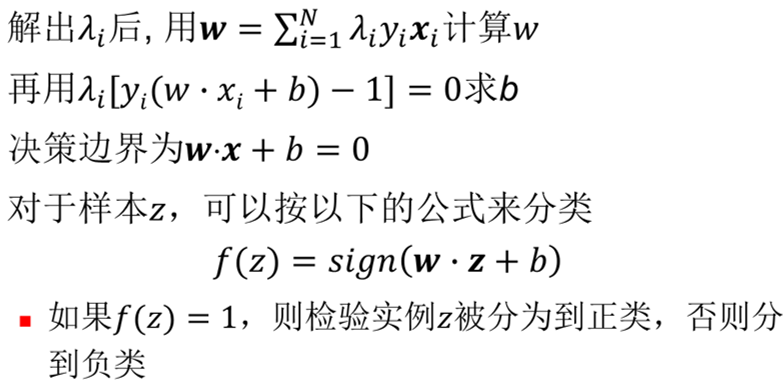 解出λᵢ后, 用w = ∑ᵢ₌₁ᴺ λᵢyᵢxᵢ计算w
再用λᵢ[yᵢ(w · xᵢ + b) − 1] = 0求b
决策边界为w·x + b = 0
对于样本z，可以按以下的公式来分类
f(z) = sign(w · z + b)
▪ 如果f(z) = 1，则检验实例z被分为到正类，否则分
到负类